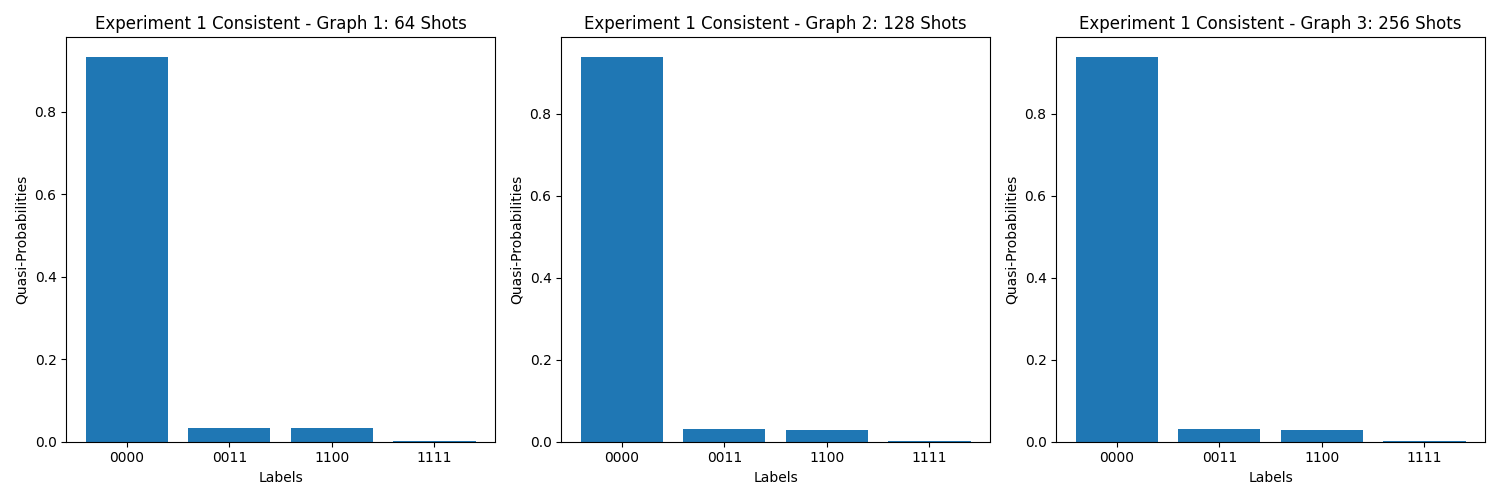 Experiment 1 Consistent - Graph 1: 64 Shots
Quasi-Probabilities
0.8
0.6
0.4
0.2
0.0
0000 0011 1100 1111
Labels
Experiment 1 Consistent - Graph 2: 128 Shots
Quasi-Probabilities
0.8
0.6
0.4
0.2
0.0
0000 0011 1100 1111
Labels
Experiment 1 Consistent - Graph 3: 256 Shots
Quasi-Probabilities
0.8
0.6
0.4
0.2
0.0
0000 0011 1100 1111
Labels